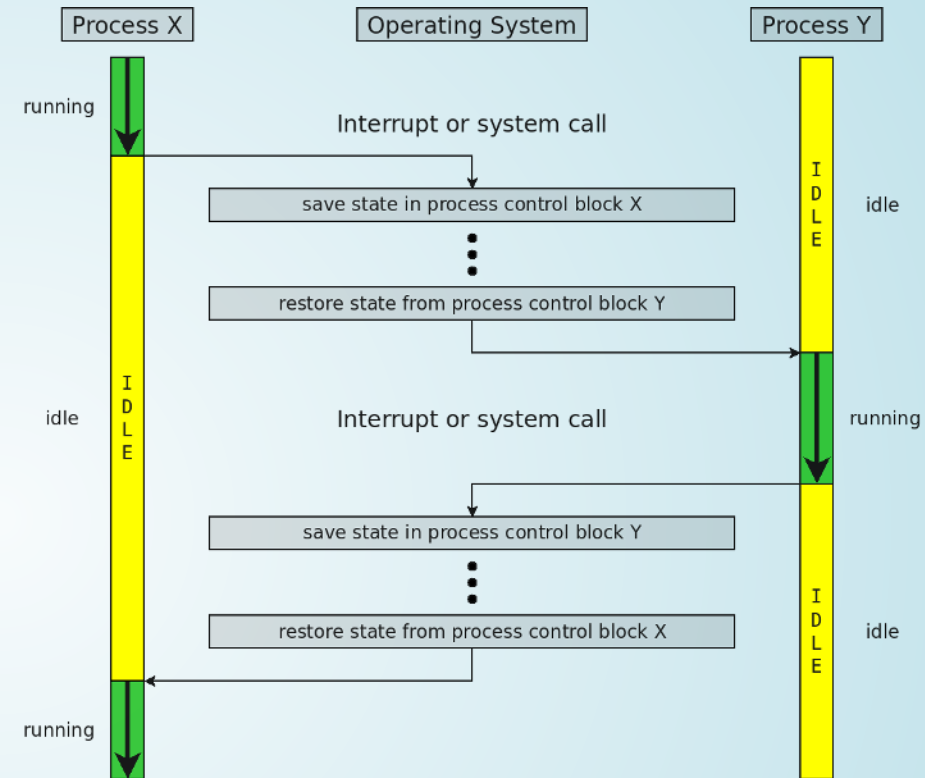 Process X
Operating System
Process Y
running
Interrupt or system call
save state in process control block X
IDLE
idle
restore state from process control block Y
idle
IDLE
Interrupt or system call
running
save state in process control block Y
restore state from process control block X
IDLE
idle
running